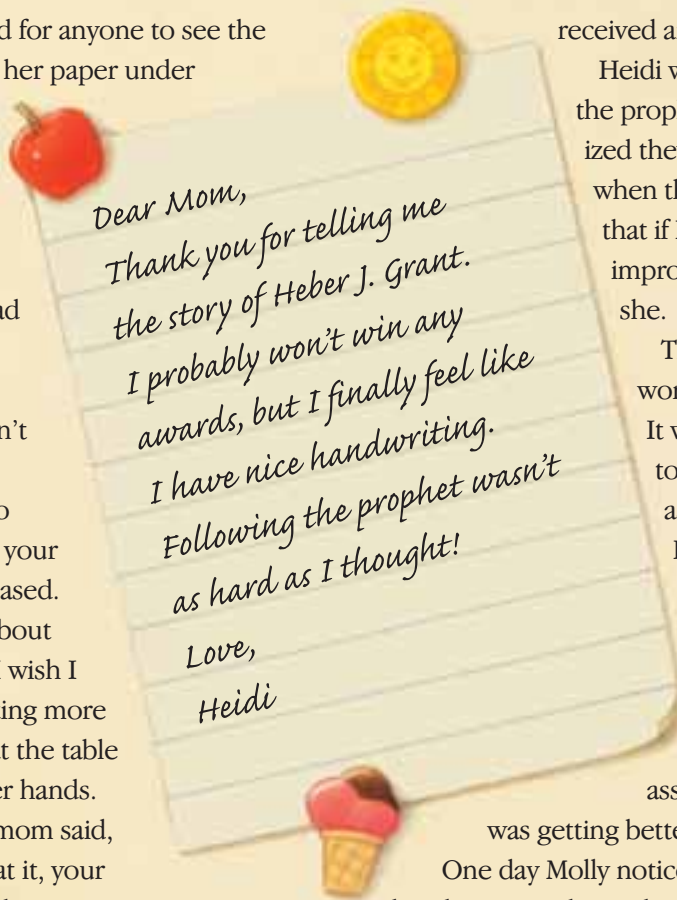 d for anyone to see the
her paper under
ad
n't
o
your
ased.
bout
I wish I
ing more
t the table
er hands.
mom said,
at it, your
Dear Mom,
Thank you for telling me
the story of Heber J. Grant.
I probably won't win any
awards, but I finally feel like
I have nice handwriting.
Following the prophet wasn't
as hard as I thought!
Love,
Heidi
received a
Heidi w
the prop
ized the
when th
that if
impro
she.
T
wor
It w
to
a
ass
was getting bette
One day Molly notice